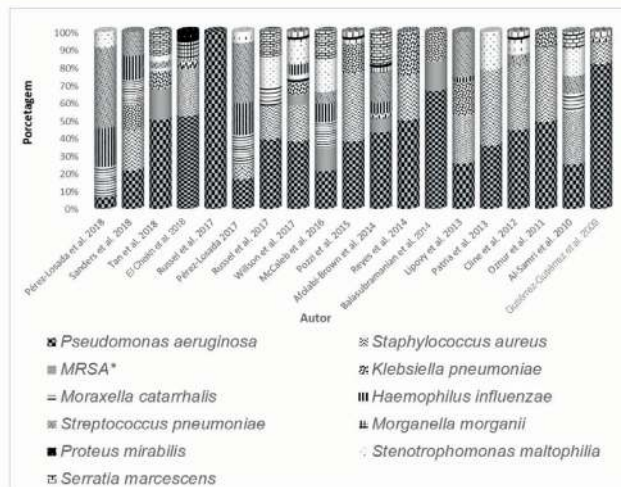 100%
90%
80%
70%
60%
50%
40%
30%
20%
10%
0%
Porcetagem
Pérez-Losada et al. 2018
Sanders et al. 2018
Tan et al. 2018
El Cheikh et al. 2018
Russel et al. 2017
Pérez-Losada 2017
Russel et al. 2017
Willson et al. 2017
McCaleb et al. 2016
Pozzi et al. 2015
Afolabi-Brown et al. 2014
Reyes et al. 2014
Balasubramanian et al. 2014
Lipovy et al. 2013
Patria et al. 2013
Cline et al. 2012
Oznur et al. 2011
Al-Samri et al. 2010
Gutiérrez-Gutiérrez et al.
Autor
Pseudomonas aeruginosa
Staphylococcus aureus
MRSA*
Klebsiella pneumoniae
Moraxella catarrhalis
Haemophilus influenzae
Streptococcus pneumoniae
Morganella morganii
Proteus mirabilis
Stenotrophomonas maltophilia
Serratia marcescens